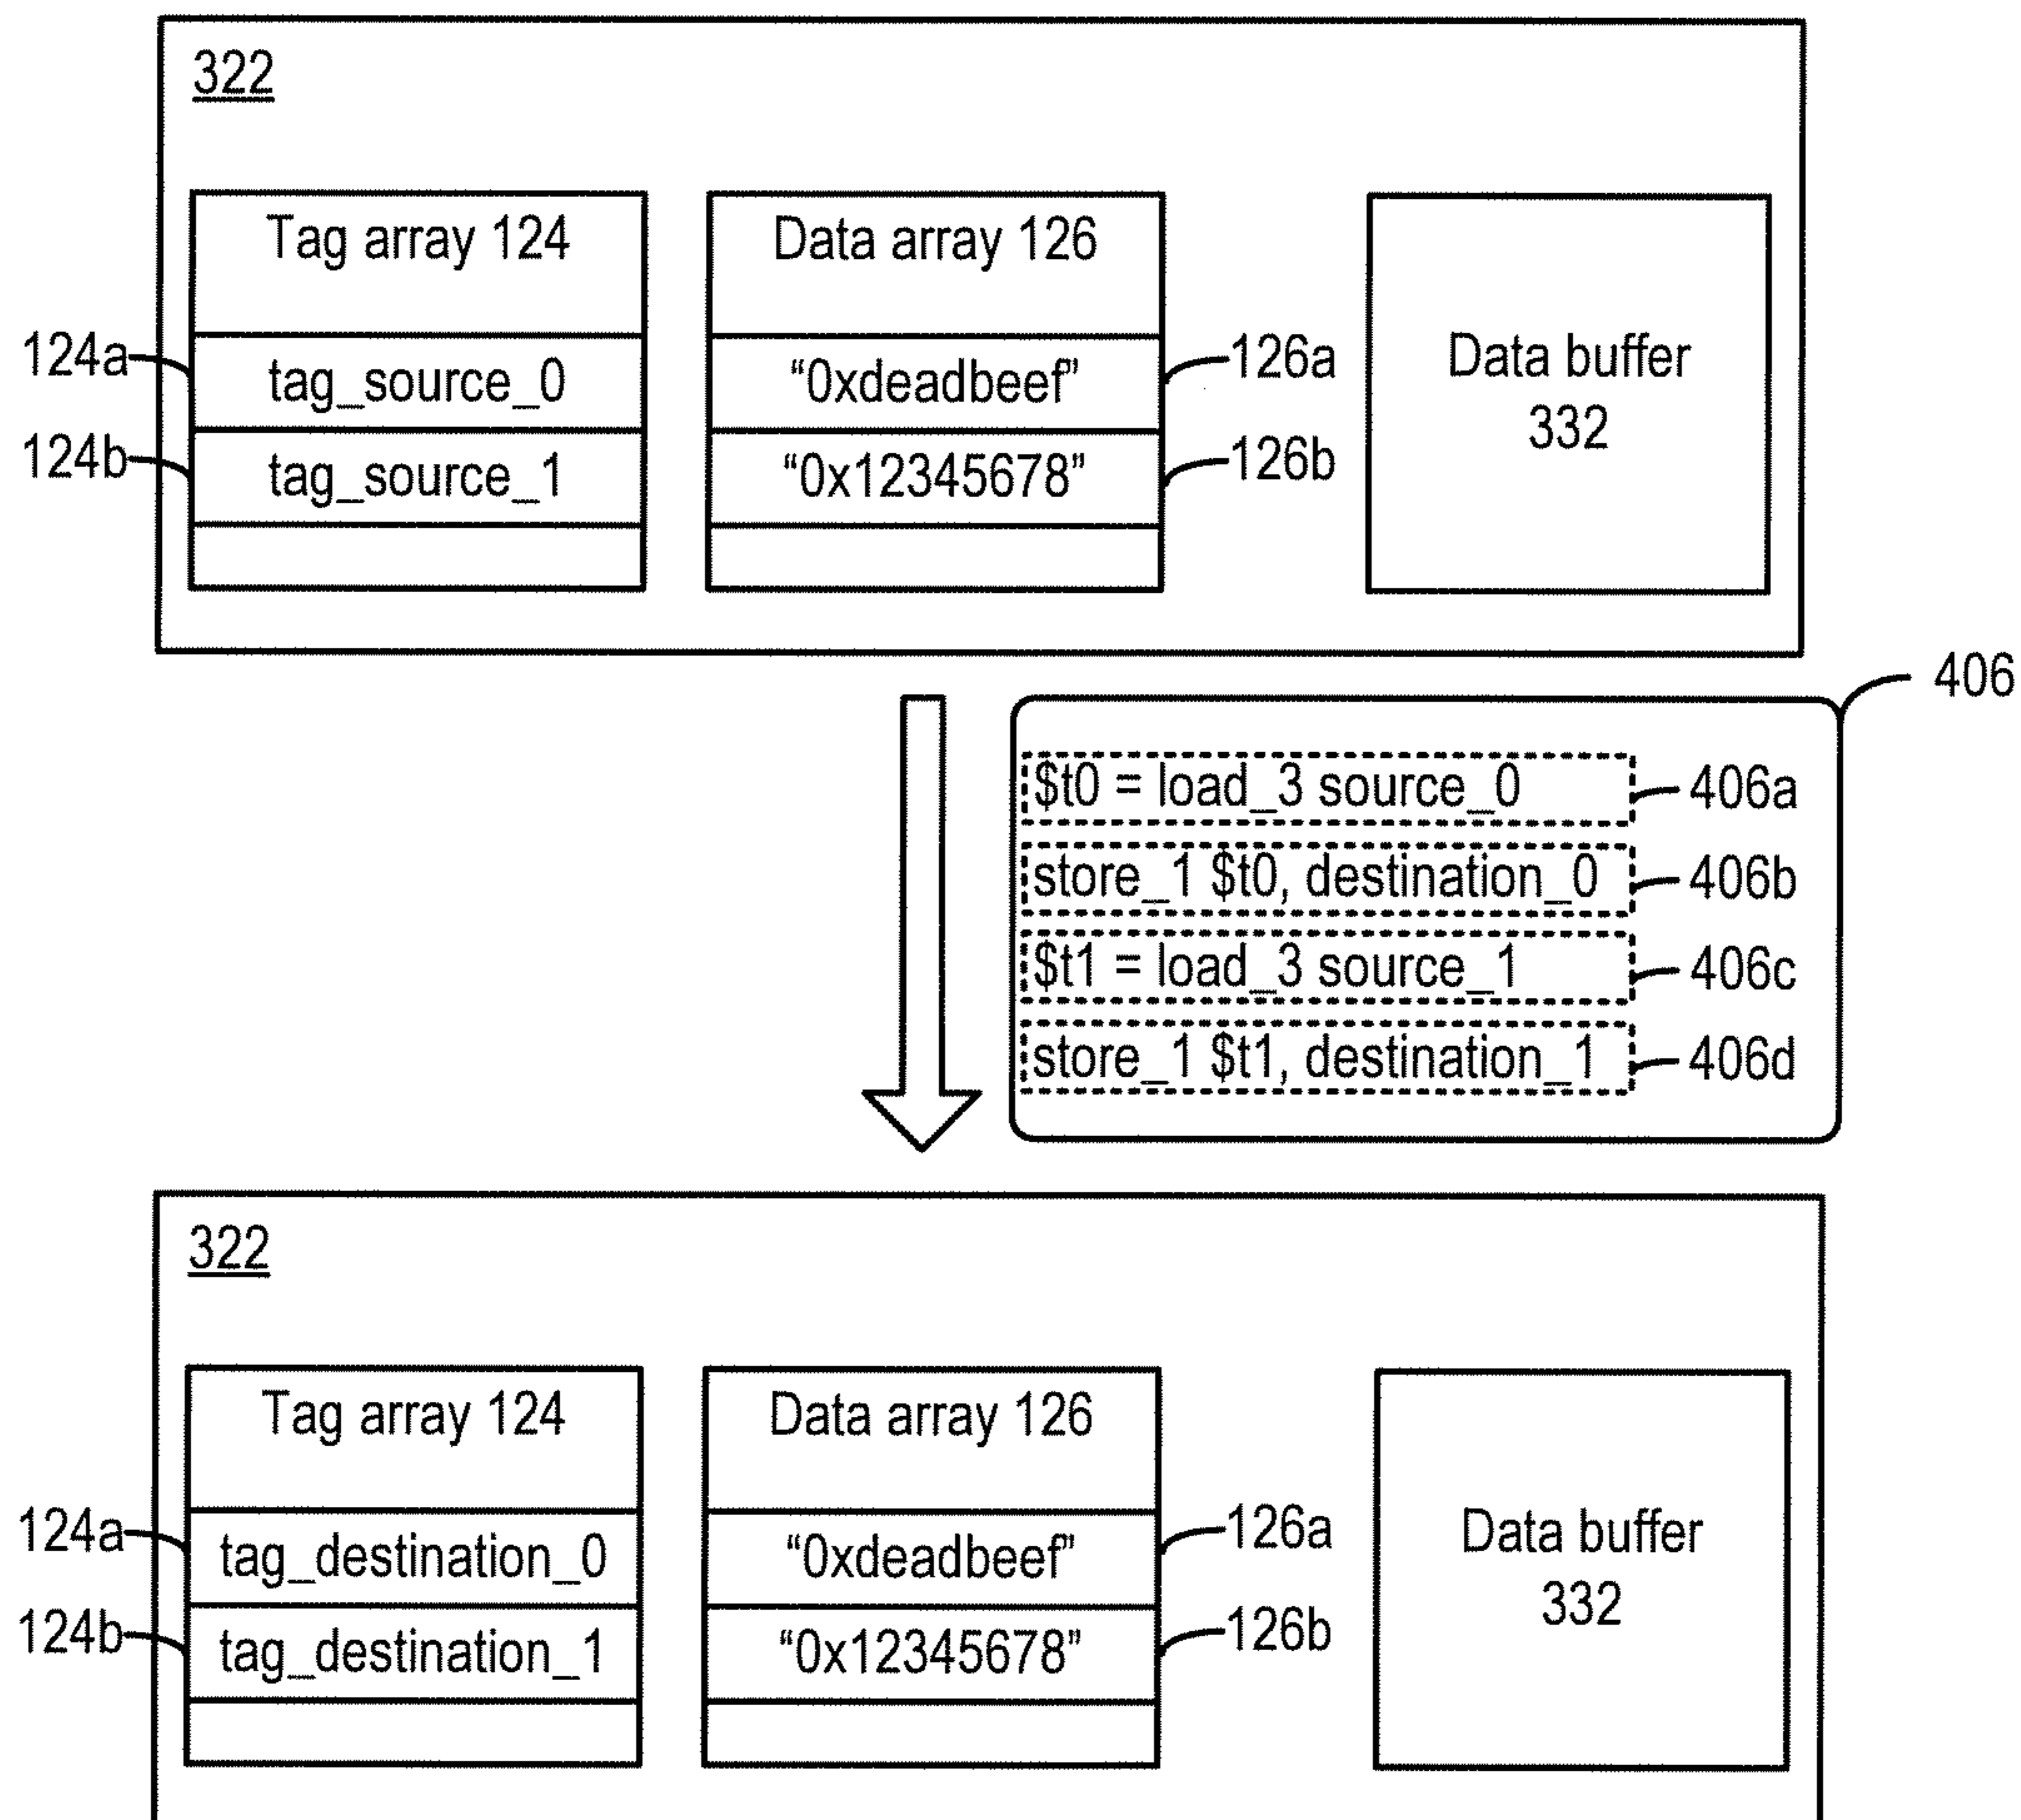 322
Tag array 124
Data array 126
124a
tag_source_0
“0xdeadbeef”
126a
Data buffer
332
124b
tag_source_1
“0x12345678”
126b
406
$t0 = load_3 source_0
406a
store_1 $t0, destination_0
406b
$t1 = load_3 source_1
406c
store_1 $t1, destination_1
406d
322
Tag array 124
Data array 126
124a
tag_destination_0
“0xdeadbeef”
126a
Data buffer
332
124b
tag_destination_1
“0x12345678”
126b